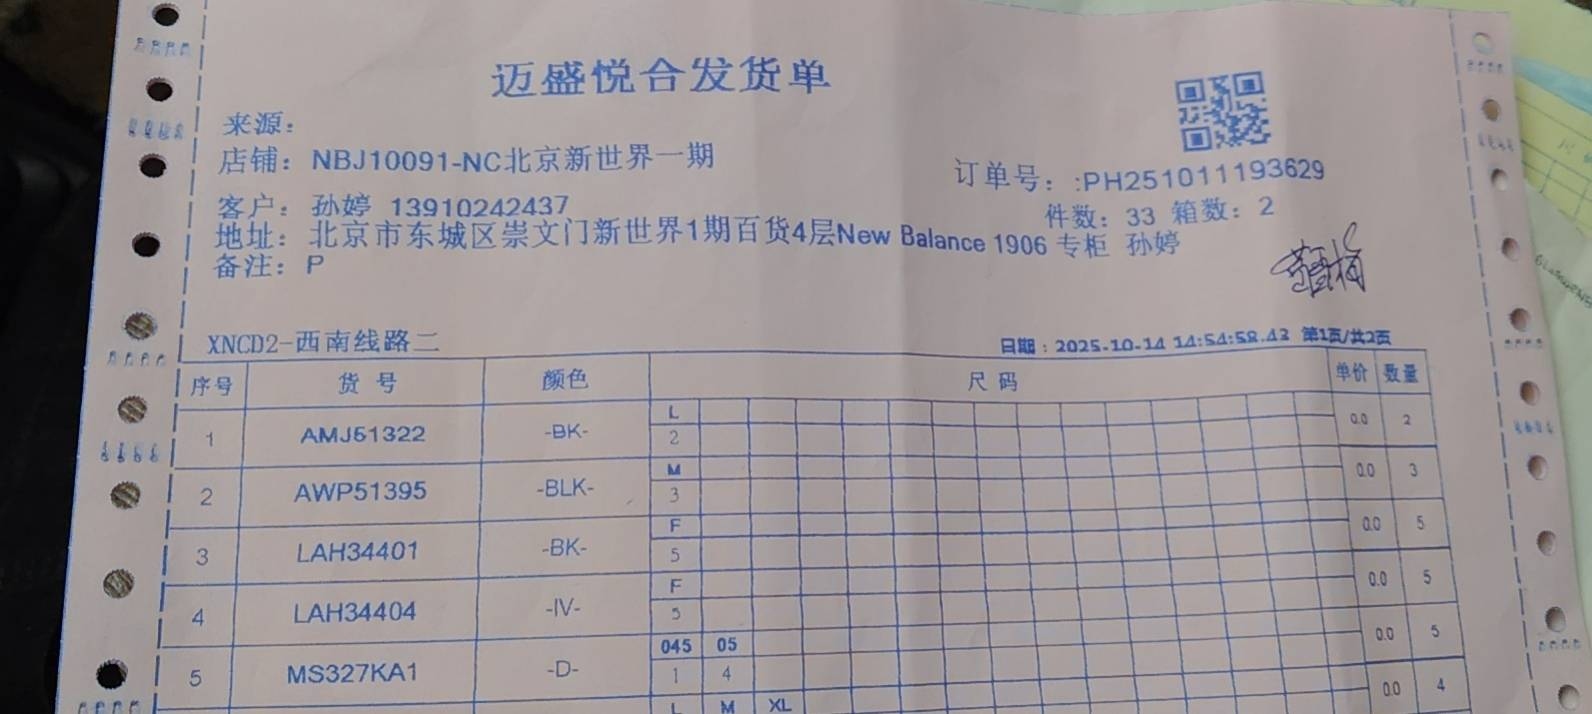 迈盛悦合发货单
来源：
店铺：NBJ10091-NC北京新世界一期
订单号：:PH251011193629
客户：孙婷 13910242437
件数：33 箱数：2
地址：北京市东城区崇文门新世界1期百货4层New Balance 1906 专柜 孙婷
备注：P
XNCD2-西南线路二
日期：2025-10-14 14:54:58.43 第1页/共2页
序号 货号 颜色 尺码 单价 数量
L
1 AMJ51322 -BK- 2 0.0 2
M
2 AWP51395 -BLK- 3 0.0 3
F
3 LAH34401 -BK- 5 0.0 5
F
4 LAH34404 -IV- 5 0.0 5
045 05
5 MS327KA1 -D- 1 4 0.0 5
L M XL
0.0 4